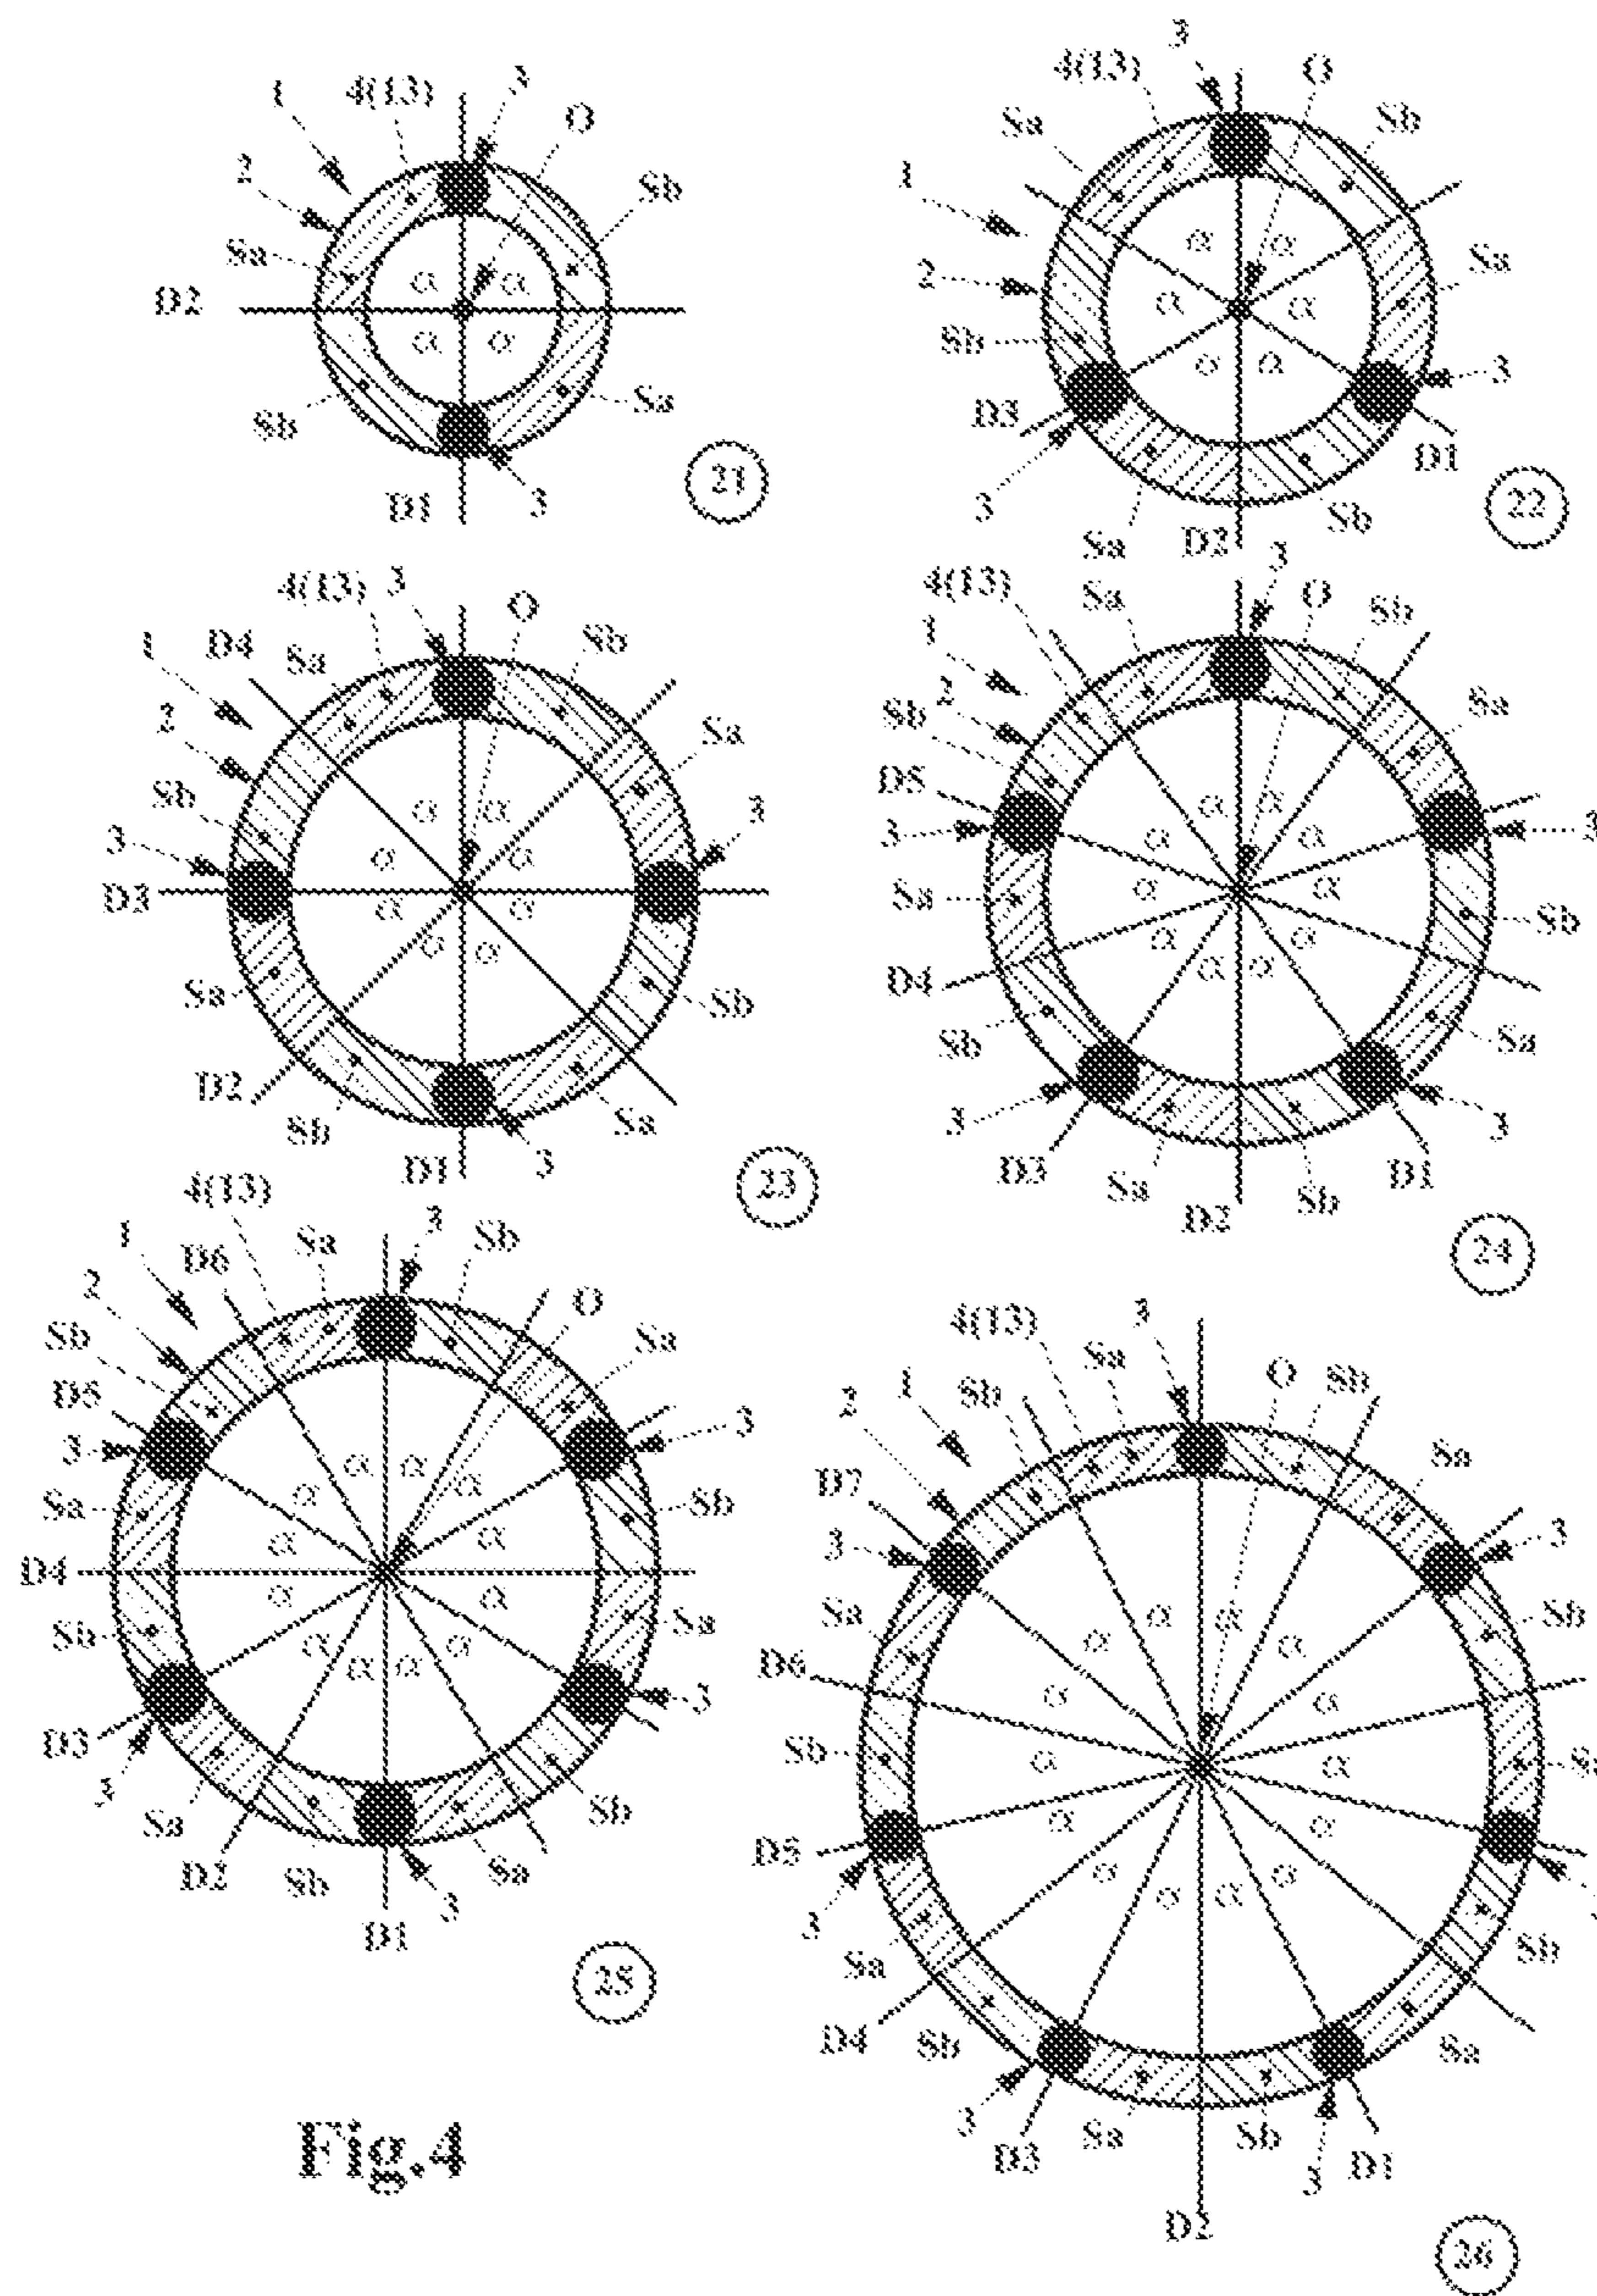 1 4(13) 3 O
2 Sb
Sa
α α
D2
α α
Sb Sa
D1 3
21
3
4(13) O
Sa Sb
1
α α
2 Sa
α α
Sb
α α
D3 3
3 D1
Sa D2 Sb
22
4(13) 3 O
1 D4 Sa Sb
2 Sa
Sb α α
3 α α 3
D3
α α
α α
Sa Sb
D2
Sb D1 3 Sa
23
4(13) Sa 3 O Sb
1
Sb 2 Sa
D5 α α
3 α α 3
Sa α α Sb
α α
D4 α α
Sb Sa
3 3
D3 Sa D2 Sb D1
24
4(13)
1 D6 Sa 3 Sb
2 O
Sb Sa
D5
3 3
α α
α α
Sa Sb
α α
D4
α α
Sb Sa
α α
α α
D3 3
3
Sa Sb
D2 Sb Sa
D1 3
25
4(13) 3
Sa O
2 1 Sb Sb
Sa
D7
3 3
Sa Sb
α α
α α
D6
α α
Sb
α α
α α
D5
α α
3 α α
Sa Sb
D4 Sb Sa
3
D3 Sa Sb D1
3
D2
26
Fig.4